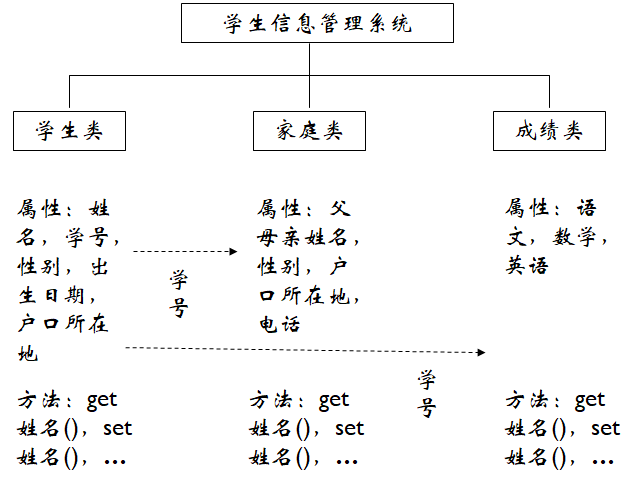 学生信息管理系统
学生类
家庭类
成绩类
属性：姓
名，学号，
性别，出
生日期，
户口所在
地
学
号
属性：父
母亲姓名，
性别，户
口所在地，
电话
属性：语
文，数学，
英语
学
号
方法：get
姓名()，set
姓名()，…
方法：get
姓名()，set
姓名()，…
方法：get
姓名()，set
姓名()，…